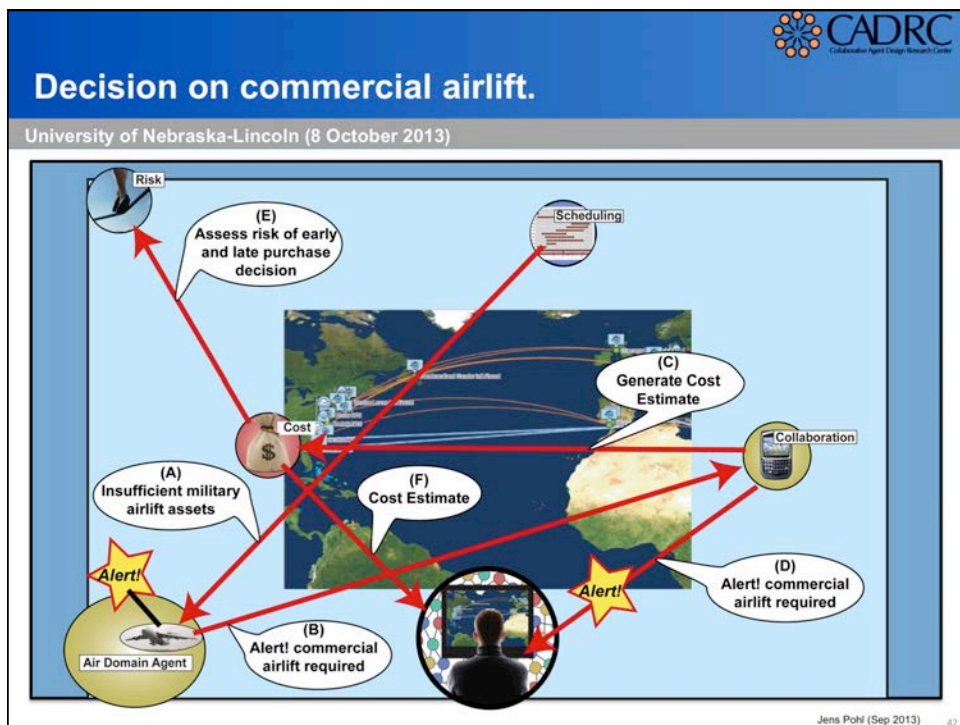 CADRC
Collaborative Agent Design Research Center
Decision on commercial airlift.
University of Nebraska-Lincoln (8 October 2013)
Risk
(E)
Assess risk of early
and late purchase
decision
Scheduling
(C)
Generate Cost
Estimate
Cost
$
Collaboration
(A)
Insufficient military
airlift assets
(F)
Cost Estimate
Alert!
Alert!
(D)
Alert! commercial
airlift required
(B)
Alert! commercial
airlift required
Air Domain Agent
Jens Pohl (Sep 2013)
42